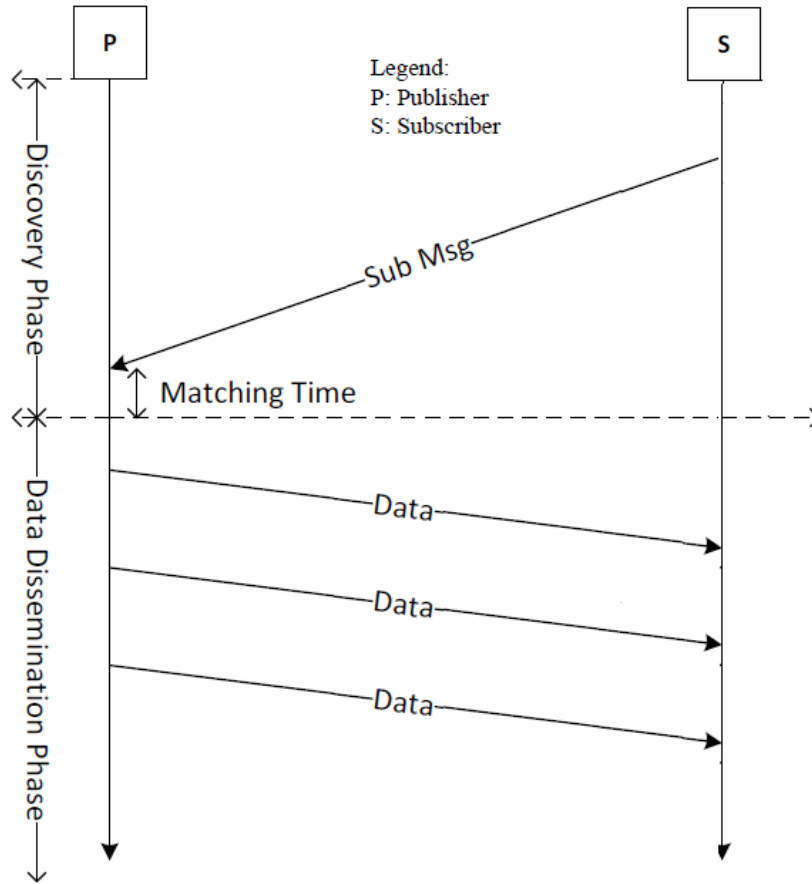 P
S
Legend:
P: Publisher
S: Subscriber
Discovery Phase
Sub Msg
Matching Time
Data Dissemination Phase
Data
Data
Data